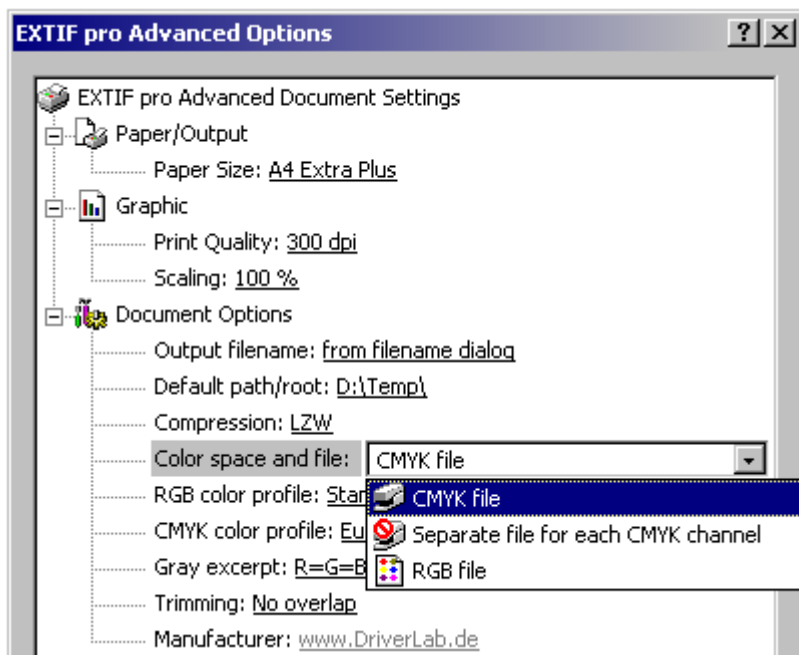 EXTIF pro Advanced Options
EXTIF pro Advanced Document Settings
Paper/Output
Paper Size: A4 Extra Plus
Graphic
Print Quality: 300 dpi
Scaling: 100 %
Document Options
Output filename: from filename dialog
Default path/root: D:\Temp\
Compression: LZW
Color space and file: CMYK file
RGB color profile: Star
CMYK file
CMYK color profile: Eu
Separate file for each CMYK channel
Gray excerpt: R=G=B
RGB file
Trimming: No overlap
Manufacturer: www.DriverLab.de